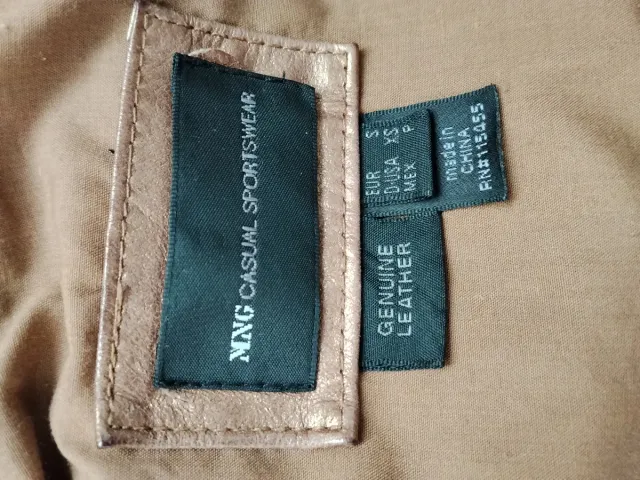 MNG CASUAL SPORTSWEAR
EUR S
D-USA XS
MEX P
made in
CHINA
RN#115455
GENUINE
LEATHER